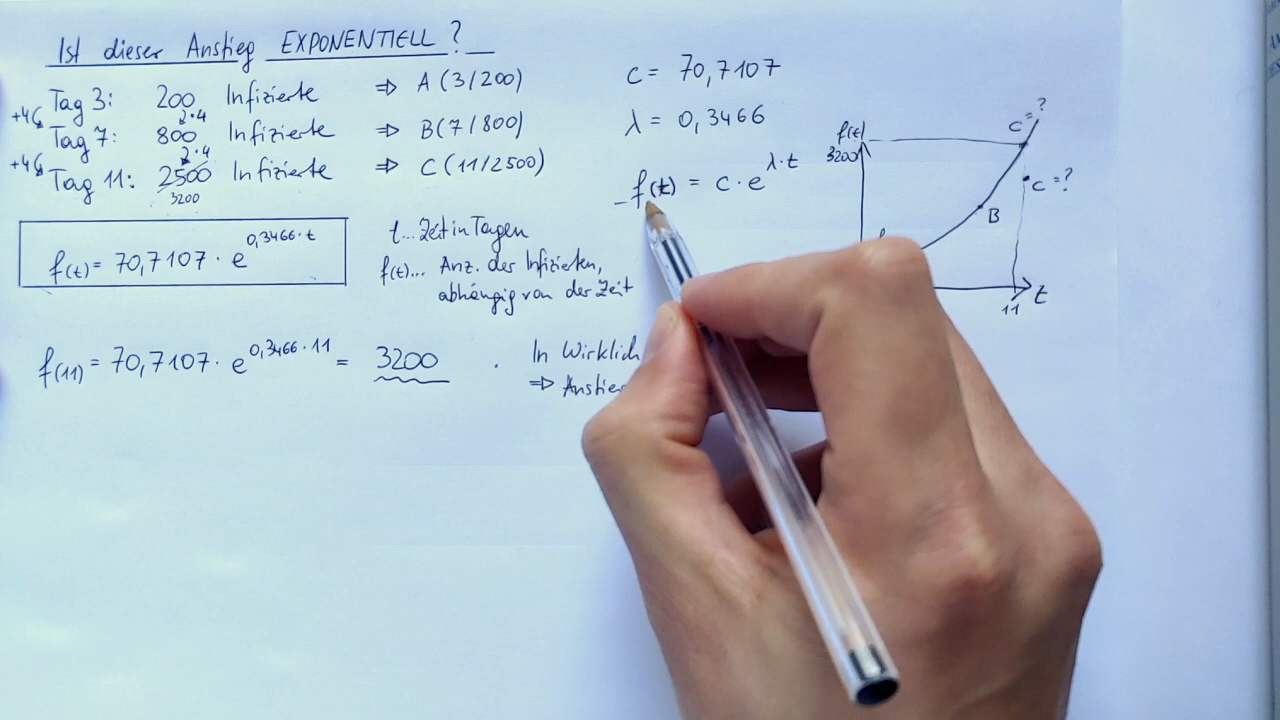 Ist dieser Anstieg EXPONENTIELL?
+4 Tag 3: 200 Infizierte ⇒ A (3/200)
·4
Tag 7: 800 Infizierte ⇒ B (7/800)
+4 ·4
Tag 11: 2500 Infizierte ⇒ C (11/2500)
3200
f(t) = 70,7107 · e^0,3466·t
t... Zeit in Tagen
f(t)... Anz. der Infizierten,
abhängig von der Zeit
f(11) = 70,7107 · e^0,3466·11 = 3200
In Wirklich
⇒ Anstie
c = 70,7107
λ = 0,3466
f(t) = c · e^λ·t
f(t)
3200
C=?
C=?
B
11
t